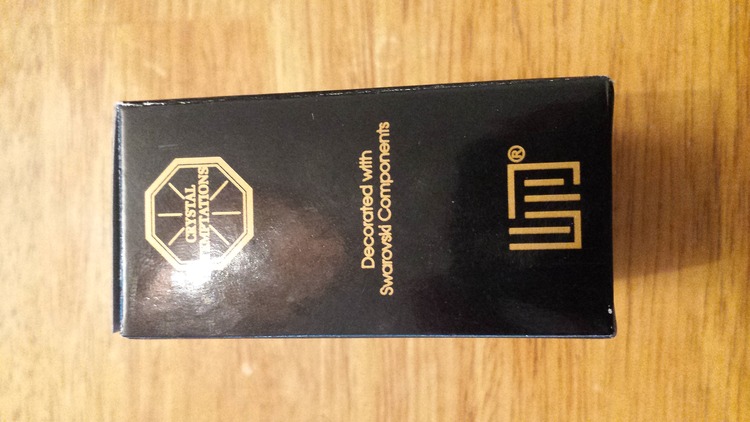 CRYSTAL
TEMPTATIONS
Decorated with
Swarovski Components
®